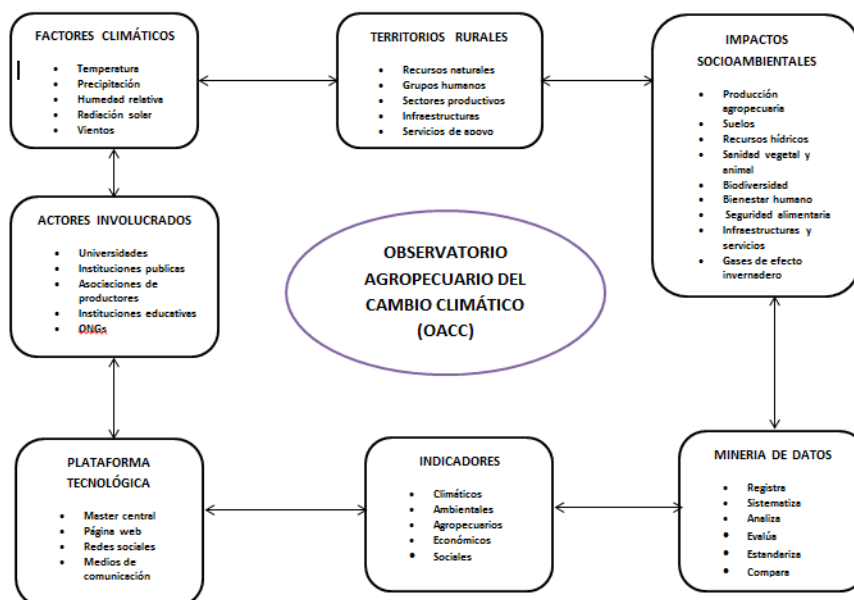 FACTORES CLIMÁTICOS
• Temperatura
• Precipitación
• Humedad relativa
• Radiación solar
• Vientos
TERRITORIOS RURALES
• Recursos naturales
• Grupos humanos
• Sectores productivos
• Infraestructuras
• Servicios de apoyo
IMPACTOS
SOCIOAMBIENTALES
• Producción
agropecuaria
• Suelos
• Recursos hídricos
• Sanidad vegetal y
animal
• Biodiversidad
• Bienestar humano
• Seguridad alimentaria
• Infraestructuras y
servicios
• Gases de efecto
invernadero
ACTORES INVOLUCRADOS
• Universidades
• Instituciones publicas
• Asociaciones de
productores
• Instituciones educativas
• ONGs
OBSERVATORIO
AGROPECUARIO DEL
CAMBIO CLIMÁTICO
(OACC)
PLATAFORMA
TECNOLÓGICA
• Master central
• Página web
• Redes sociales
• Medios de
comunicación
INDICADORES
• Climáticos
• Ambientales
• Agropecuarios
• Económicos
• Sociales
MINERIA DE DATOS
• Registra
• Sistematiza
• Analiza
• Evalúa
• Estandariza
• Compara